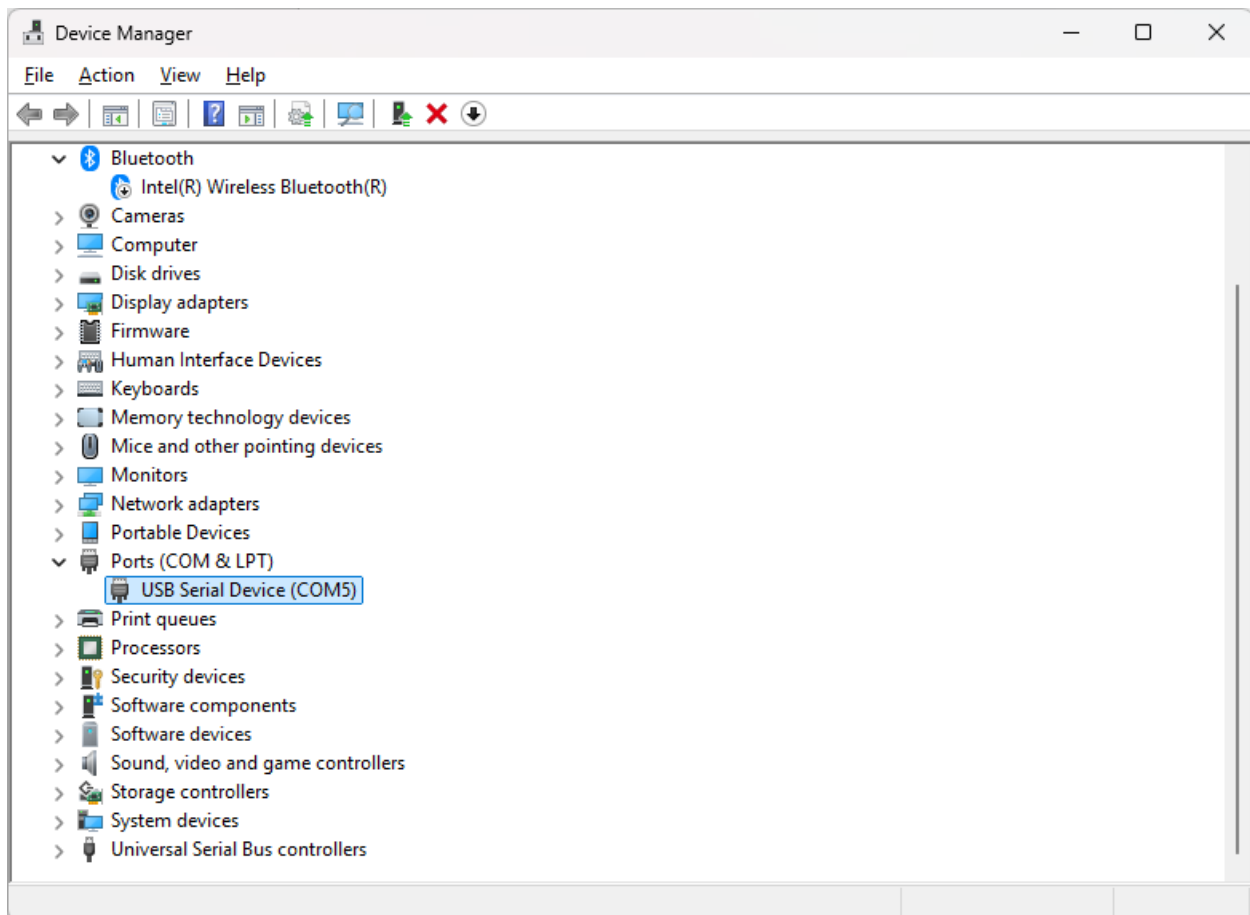 Device Manager
File Action View Help
Bluetooth
Intel(R) Wireless Bluetooth(R)
Cameras
Computer
Disk drives
Display adapters
Firmware
Human Interface Devices
Keyboards
Memory technology devices
Mice and other pointing devices
Monitors
Network adapters
Portable Devices
Ports (COM & LPT)
USB Serial Device (COM5)
Print queues
Processors
Security devices
Software components
Software devices
Sound, video and game controllers
Storage controllers
System devices
Universal Serial Bus controllers